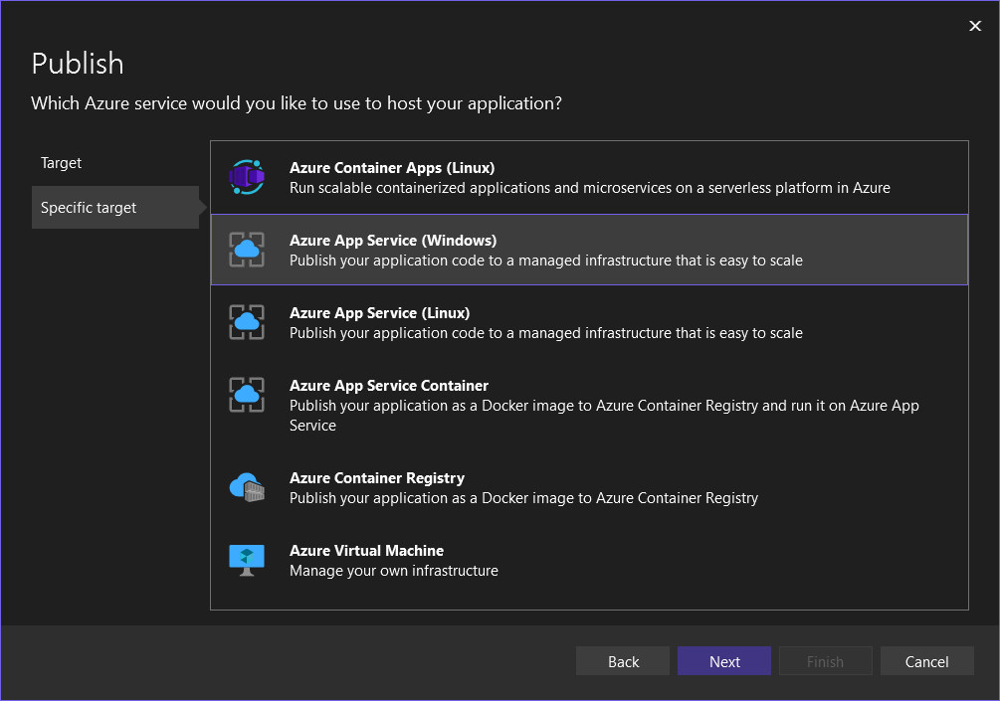 Publish
Which Azure service would you like to use to host your application?
Target
Specific target
Azure Container Apps (Linux)
Run scalable containerized applications and microservices on a serverless platform in Azure
Azure App Service (Windows)
Publish your application code to a managed infrastructure that is easy to scale
Azure App Service (Linux)
Publish your application code to a managed infrastructure that is easy to scale
Azure App Service Container
Publish your application as a Docker image to Azure Container Registry and run it on Azure App
Service
Azure Container Registry
Publish your application as a Docker image to Azure Container Registry
Azure Virtual Machine
Manage your own infrastructure
Back
Next
Finish
Cancel